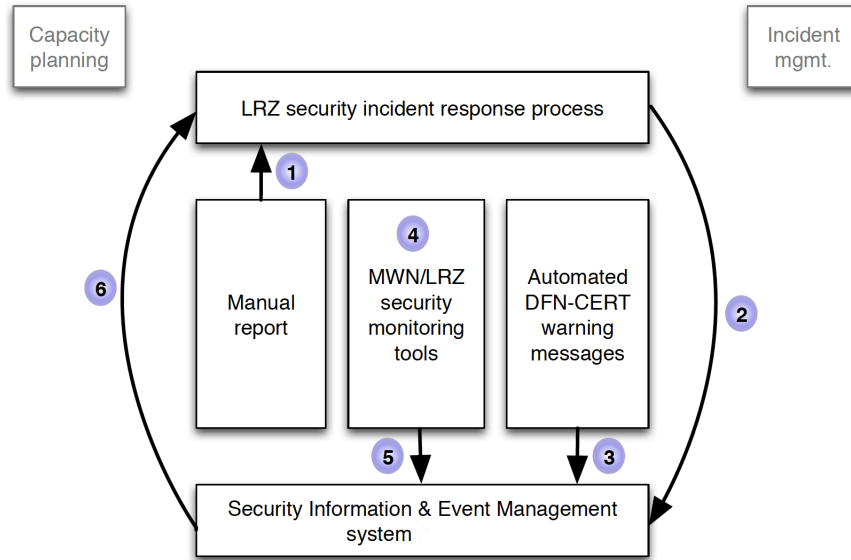 Capacity
planning
Incident
mgmt.
LRZ security incident response process
1
4
Manual
report
MWN/LRZ
security
monitoring
tools
Automated
DFN-CERT
warning
messages
6
2
5
3
Security Information & Event Management
system